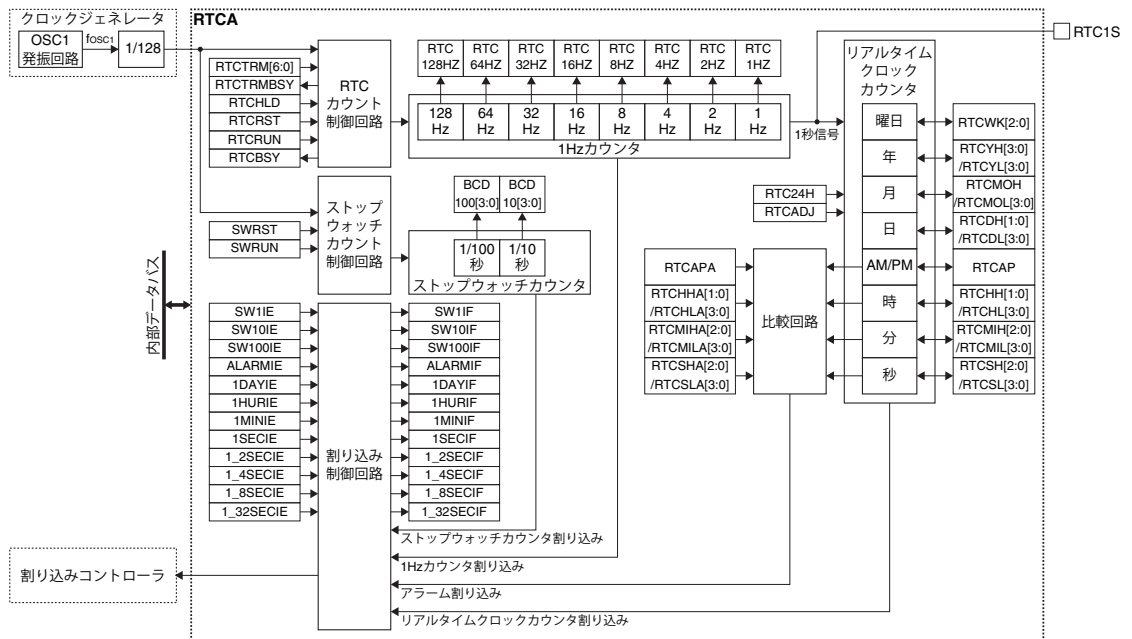 クロックジェネレータ
OSC1
発振回路
fOSC1
1/128
RTCA
RTC1S
RTCTRM[6:0]
RTCTRMBSY
RTCHLD
RTCRST
RTCRUN
RTCBSY
RTC
カウント
制御回路
RTC
128HZ
RTC
64HZ
RTC
32HZ
RTC
16HZ
RTC
8HZ
RTC
4HZ
RTC
2HZ
RTC
1HZ
128
Hz
64
Hz
32
Hz
16
Hz
8
Hz
4
Hz
2
Hz
1
Hz
1Hzカウンタ
1秒信号
リアルタイム
クロック
カウンタ
曜日
年
月
日
AM/PM
時
分
秒
RTCWK[2:0]
RTCYH[3:0]
/RTCYL[3:0]
RTCMOH
/RTCMOL[3:0]
RTCDH[1:0]
/RTCDL[3:0]
RTCAP
RTCHH[1:0]
/RTCHL[3:0]
RTCMIH[2:0]
/RTCMIL[3:0]
RTCSH[2:0]
/RTCSL[3:0]
RTC24H
RTCADJ
SWRST
SWRUN
ストップ
ウォッチ
カウント
制御回路
BCD
100[3:0]
BCD
10[3:0]
1/100
秒
1/10
秒
ストップウォッチカウンタ
RTCAPA
RTCHHA[1:0]
/RTCHLA[3:0]
RTCMIHA[2:0]
/RTCMILA[3:0]
RTCSHA[2:0]
/RTCSLA[3:0]
比較回路
内部データバス
SW1IE
SW10IE
SW100IE
ALARMIE
1DAYIE
1HURIE
1MINIE
1SECIE
1_2SECIE
1_4SECIE
1_8SECIE
1_32SECIE
割り込み
制御回路
SW1IF
SW10IF
SW100IF
ALARMIF
1DAYIF
1HURIF
1MINIF
1SECIF
1_2SECIF
1_4SECIF
1_8SECIF
1_32SECIF
ストップウォッチカウンタ割り込み
1Hzカウンタ割り込み
アラーム割り込み
リアルタイムクロックカウンタ割り込み
割り込みコントローラ